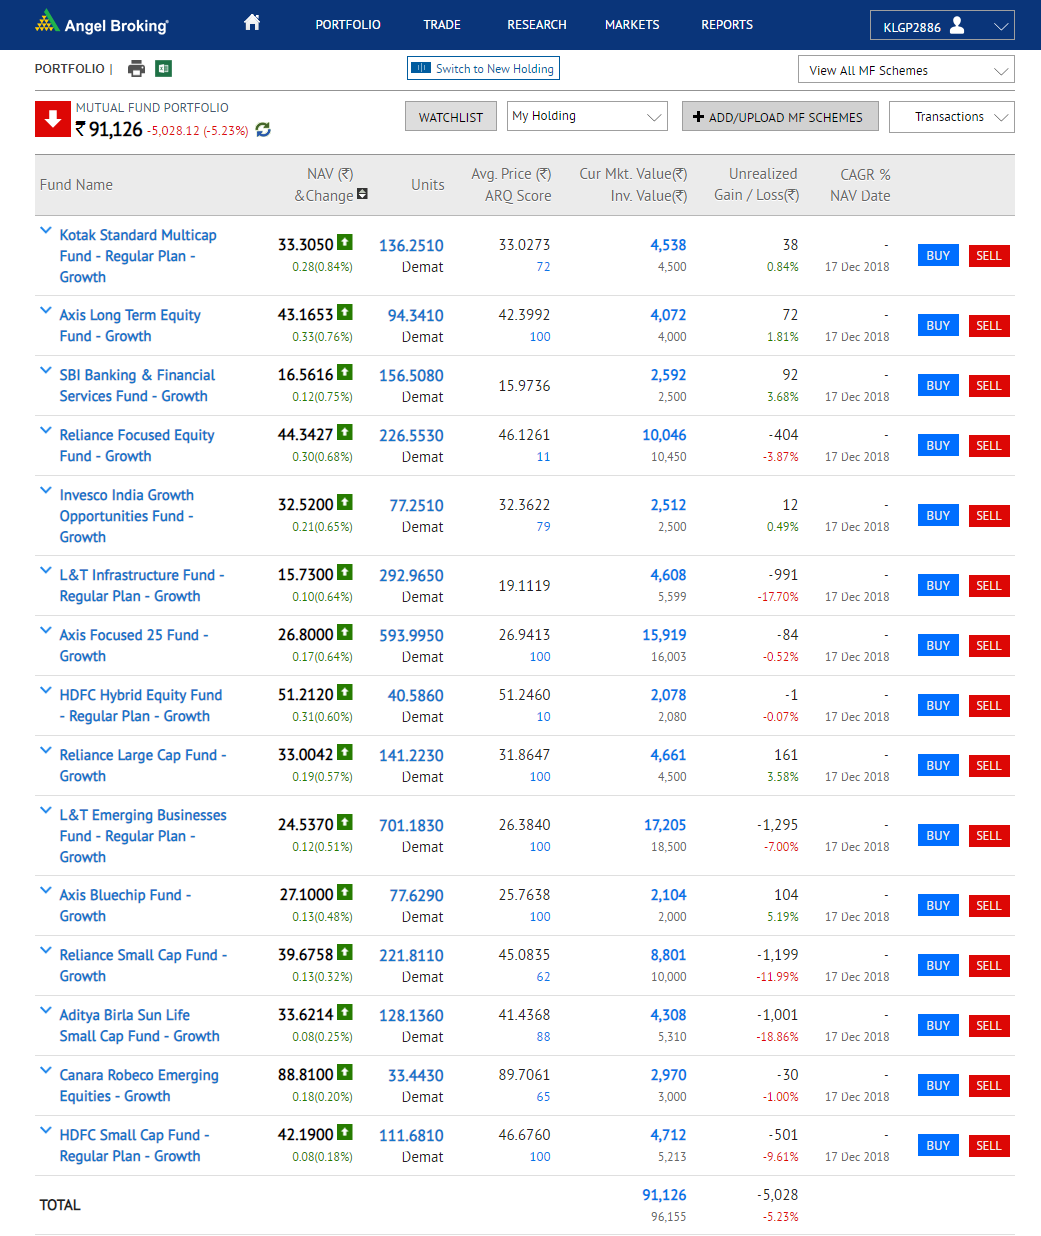 Angel Broking
PORTFOLIO TRADE RESEARCH MARKETS REPORTS KLGP2886
PORTFOLIO | Switch to New Holding View All MF Schemes
MUTUAL FUND PORTFOLIO
₹ 91,126 -5,028.12 (-5.23%) WATCHLIST My Holding ADD/UPLOAD MF SCHEMES Transactions
Fund Name NAV (₹) &Change Units Avg. Price (₹) ARQ Score Cur Mkt. Value(₹) Inv. Value(₹) Unrealized Gain / Loss(₹) CAGR % NAV Date
Kotak Standard Multicap 33.3050 136.2510 33.0273 4,538 38 - BUY SELL
Fund - Regular Plan - 0.28(0.84%) Demat 72 4,500 0.84% 17 Dec 2018
Growth
Axis Long Term Equity 43.1653 94.3410 42.3992 4,072 72 - BUY SELL
Fund - Growth 0.33(0.76%) Demat 100 4,000 1.81% 17 Dec 2018
SBI Banking & Financial 16.5616 156.5080 15.9736 2,592 92 - BUY SELL
Services Fund - Growth 0.12(0.75%) Demat 2,500 3.68% 17 Dec 2018
Reliance Focused Equity 44.3427 226.5530 46.1261 10,046 -404 - BUY SELL
Fund - Growth 0.30(0.68%) Demat 11 10,450 -3.87% 17 Dec 2018
Invesco India Growth 32.5200 77.2510 32.3622 2,512 12 - BUY SELL
Opportunities Fund - 0.21(0.65%) Demat 79 2,500 0.49% 17 Dec 2018
Growth
L&T Infrastructure Fund - 15.7300 292.9650 19.1119 4,608 -991 - BUY SELL
Regular Plan - Growth 0.10(0.64%) Demat 5,599 -17.70% 17 Dec 2018
Axis Focused 25 Fund - 26.8000 593.9950 26.9413 15,919 -84 - BUY SELL
Growth 0.17(0.64%) Demat 100 16,003 -0.52% 17 Dec 2018
HDFC Hybrid Equity Fund 51.2120 40.5860 51.2460 2,078 -1 - BUY SELL
- Regular Plan - Growth 0.31(0.60%) Demat 10 2,080 -0.07% 17 Dec 2018
Reliance Large Cap Fund - 33.0042 141.2230 31.8647 4,661 161 - BUY SELL
Growth 0.19(0.57%) Demat 100 4,500 3.58% 17 Dec 2018
L&T Emerging Businesses 24.5370 701.1830 26.3840 17,205 -1,295 - BUY SELL
Fund - Regular Plan - 0.12(0.51%) Demat 100 18,500 -7.00% 17 Dec 2018
Growth
Axis Bluechip Fund - 27.1000 77.6290 25.7638 2,104 104 - BUY SELL
Growth 0.13(0.48%) Demat 100 2,000 5.19% 17 Dec 2018
Reliance Small Cap Fund - 39.6758 221.8110 45.0835 8,801 -1,199 - BUY SELL
Growth 0.13(0.32%) Demat 62 10,000 -11.99% 17 Dec 2018
Aditya Birla Sun Life 33.6214 128.1360 41.4368 4,308 -1,001 - BUY SELL
Small Cap Fund - Growth 0.08(0.25%) Demat 88 5,310 -18.86% 17 Dec 2018
Canara Robeco Emerging 88.8100 33.4430 89.7061 2,970 -30 - BUY SELL
Equities - Growth 0.18(0.20%) Demat 65 3,000 -1.00% 17 Dec 2018
HDFC Small Cap Fund - 42.1900 111.6810 46.6760 4,712 -501 - BUY SELL
Regular Plan - Growth 0.08(0.18%) Demat 100 5,213 -9.61% 17 Dec 2018
TOTAL 91,126 -5,028
96,155 -5.23%